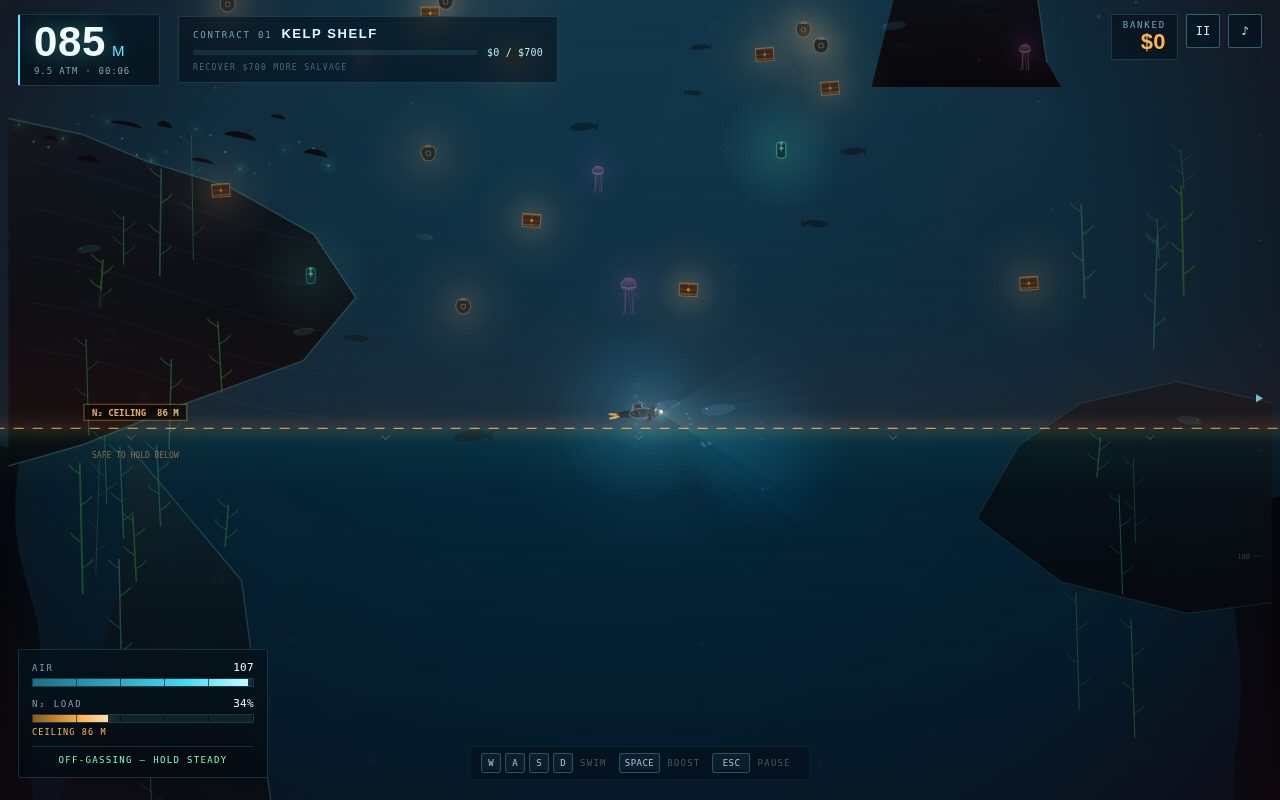 085 M
9.5 ATM · 00:06
CONTRACT 01 KELP SHELF
$0 / $700
RECOVER $700 MORE SALVAGE
BANKED
$0
II
♪
N₂ CEILING 86 M
SAFE TO HOLD BELOW
100
AIR 107
N₂ LOAD 34%
CEILING 86 M
OFF-GASSING — HOLD STEADY
W A S D SWIM SPACE BOOST ESC PAUSE